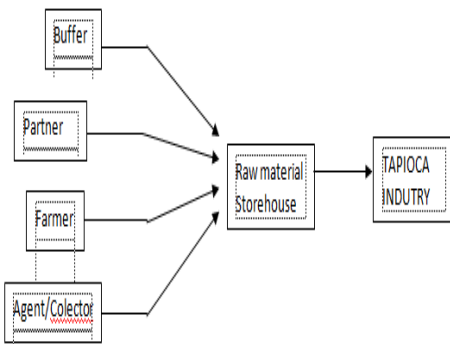 Buffer
Partner
Farmer
Agent/Colector
Raw material
Storehouse
TAPIOCA
INDUTRY